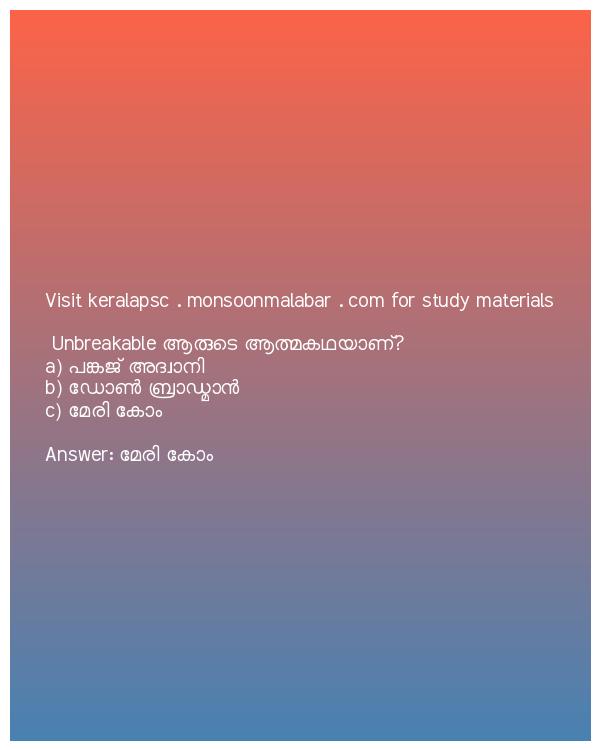 Visit keralapsc . monsoonmalabar . com for study materials
Unbreakable ആരുടെ ആത്മകഥയാണ്?
a) പങ്കജ് അദ്വാനി
b) ഡോൺ ബ്രാഡ്മാൻ
c) മേരി കോം
Answer: മേരി കോം